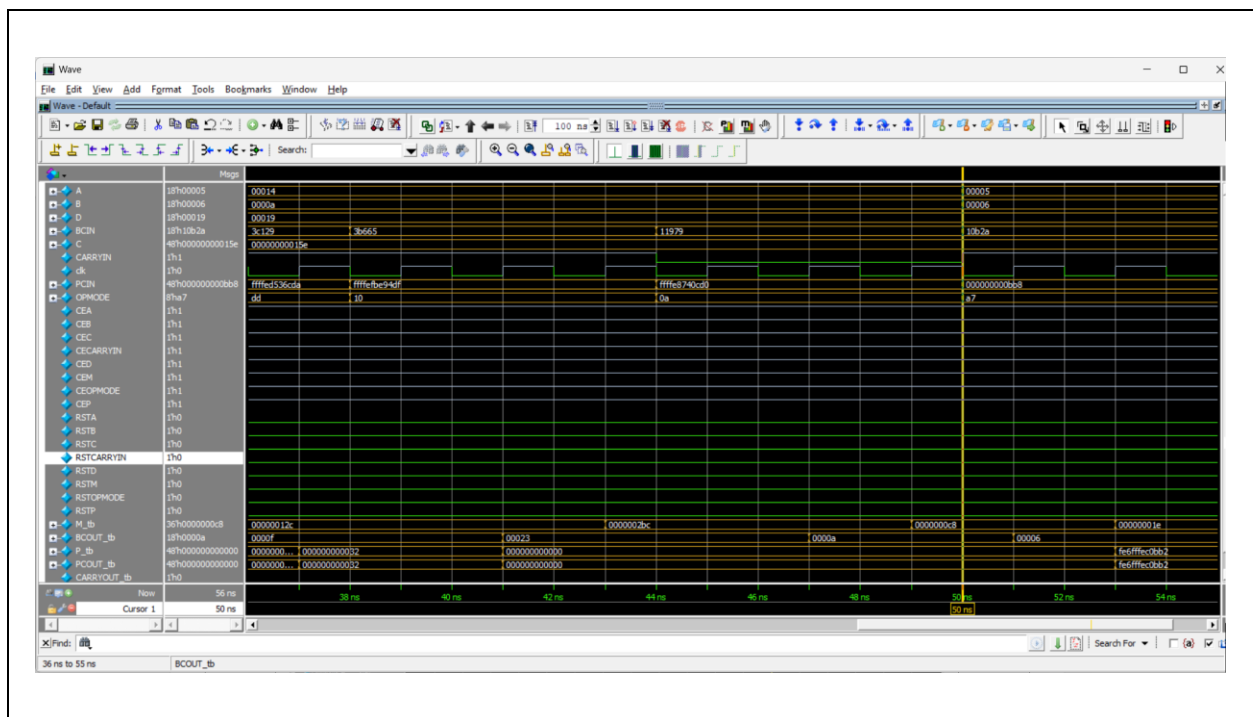 Wave
File Edit View Add Format Tools Bookmarks Window Help
Wave - Default
100 ns
Search:
Msgs
A 18'h00005 00014 00005
B 18'h00006 0000a 00006
D 18'h00019 00019
BCIN 18'h10b2a 3c129 3b665 11979 10b2a
C 48'h00000000015e 00000000015e
CARRYIN 1'h1
clk 1'h0
PCIN 48'h000000000bb8 ffffed536cda ffffefbe94df ffffe8740cd0 000000000bb8
OPMODE 8'ha7 dd 10 0a a7
CEA 1'h1
CEB 1'h1
CEC 1'h1
CECARRYIN 1'h1
CED 1'h1
CEM 1'h1
CEOPMODE 1'h1
CEP 1'h1
RSTA 1'h0
RSTB 1'h0
RSTC 1'h0
RSTCARRYIN 1'h0
RSTD 1'h0
RSTM 1'h0
RSTOPMODE 1'h0
RSTP 1'h0
M_tb 36'h0000000c8 00000012c 0000002bc 0000000c8 00000001e
BCOUT_tb 18'h0000a 0000f 00023 0000a 00006
P_tb 48'h000000000000 0000000... 000000000032 000000000000 fe6fffec0bb2
PCOUT_tb 48'h000000000000 0000000... 000000000032 000000000000 fe6fffec0bb2
CARRYOUT_tb 1'h0
Now 56 ns 38 ns 40 ns 42 ns 44 ns 46 ns 48 ns 50 ns 52 ns 54 ns
Cursor 1 50 ns 50 ns
Find: Search For {a}
36 ns to 55 ns BCOUT_tb